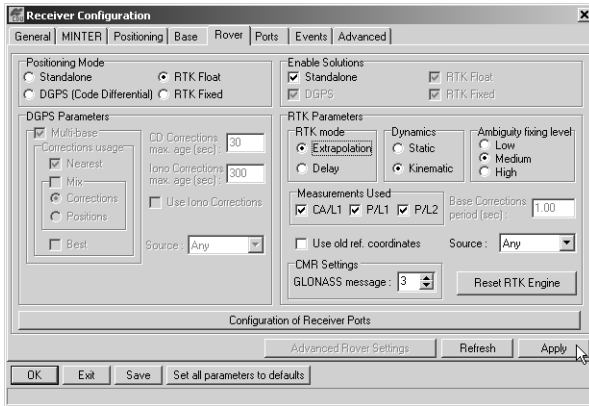 Receiver Configuration
General MINTER Positioning Base Rover Ports Events Advanced
Positioning Mode
Standalone RTK Float
DGPS (Code Differential) RTK Fixed
Enable Solutions
Standalone RTK Float
DGPS RTK Fixed
DGPS Parameters
Multi-base
Corrections usage
Nearest
Mix
Corrections
Positions
Best
CD Corrections
max. age (sec) : 30
Iono Corrections
max. age (sec) : 300
Use Iono Corrections
Source : Any
RTK Parameters
RTK mode
Extrapolation
Delay
Dynamics
Static
Kinematic
Ambiguity fixing level
Low
Medium
High
Measurements Used
CA/L1 P/L1 P/L2
Base Corrections
period (sec) : 1.00
Use old ref. coordinates
Source : Any
CMR Settings
GLONASS message : 3
Reset RTK Engine
Configuration of Receiver Ports
Advanced Rover Settings Refresh Apply
OK Exit Save Set all parameters to defaults